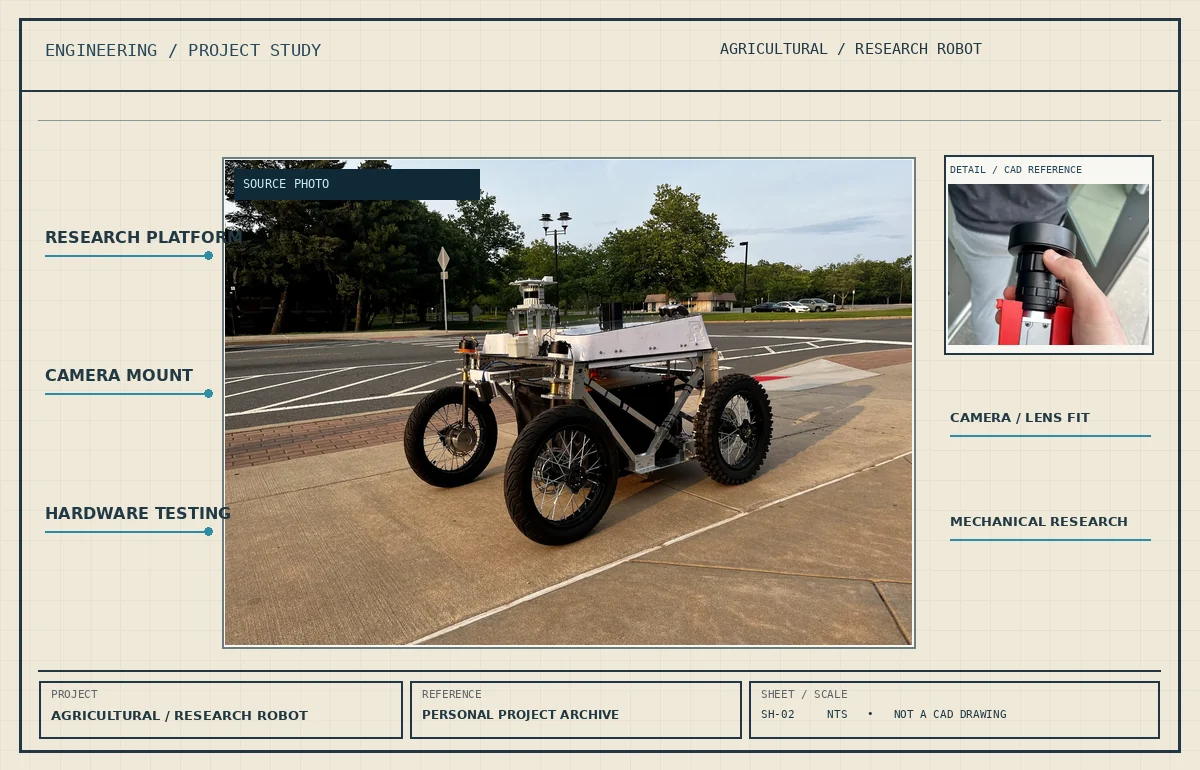 ENGINEERING / PROJECT STUDY
AGRICULTURAL / RESEARCH ROBOT
SOURCE PHOTO
DETAIL / CAD REFERENCE
RESEARCH PLATFORM
CAMERA MOUNT
HARDWARE TESTING
CAMERA / LENS FIT
MECHANICAL RESEARCH
PROJECT
AGRICULTURAL / RESEARCH ROBOT
REFERENCE
PERSONAL PROJECT ARCHIVE
SHEET / SCALE
SH-02 NTS • NOT A CAD DRAWING